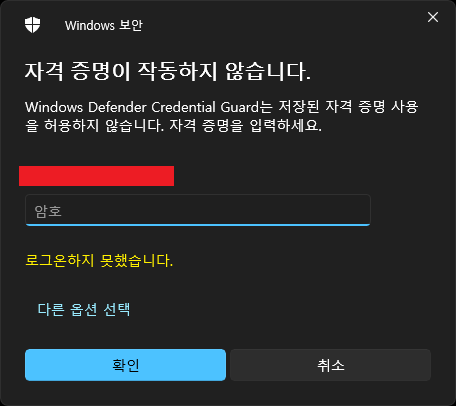 Windows 보안
자격 증명이 작동하지 않습니다.
Windows Defender Credential Guard는 저장된 자격 증명 사용
을 허용하지 않습니다. 자격 증명을 입력하세요.
암호
로그온하지 못했습니다.
다른 옵션 선택
확인
취소